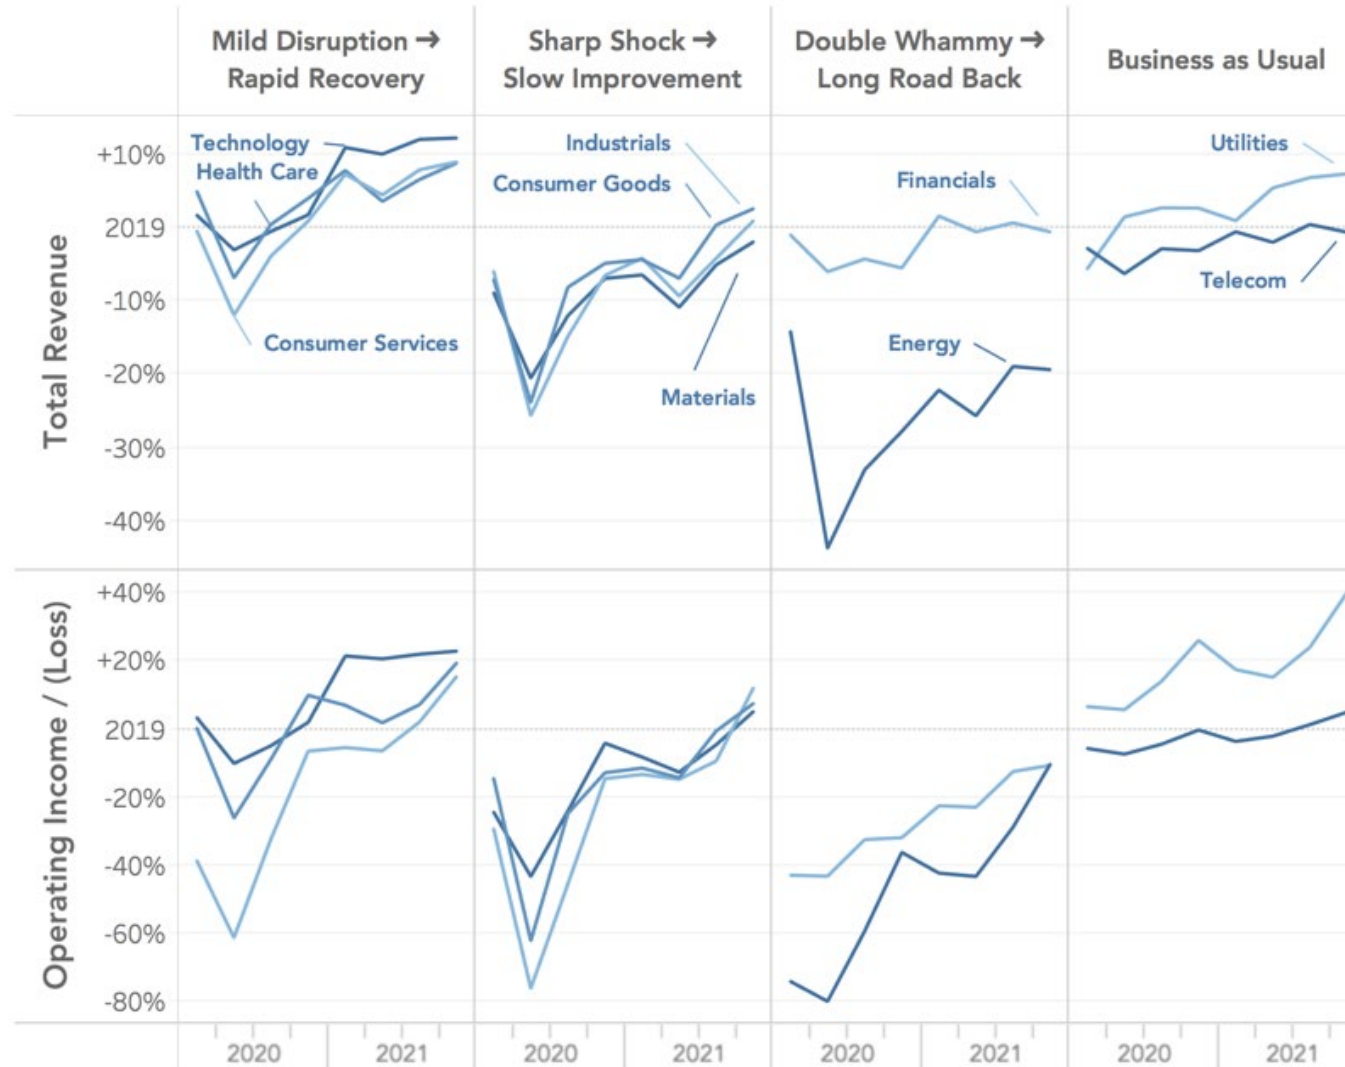 Mild Disruption →
Rapid Recovery
Sharp Shock →
Slow Improvement
Double Whammy →
Long Road Back
Business as Usual
Total Revenue
+10%
2019
-10%
-20%
-30%
-40%
Technology
Health Care
Consumer Services
Industrials
Consumer Goods
Materials
Financials
Energy
Utilities
Telecom
Operating Income / (Loss)
+40%
+20%
2019
-20%
-40%
-60%
-80%
2020
2021
2020
2021
2020
2021
2020
2021